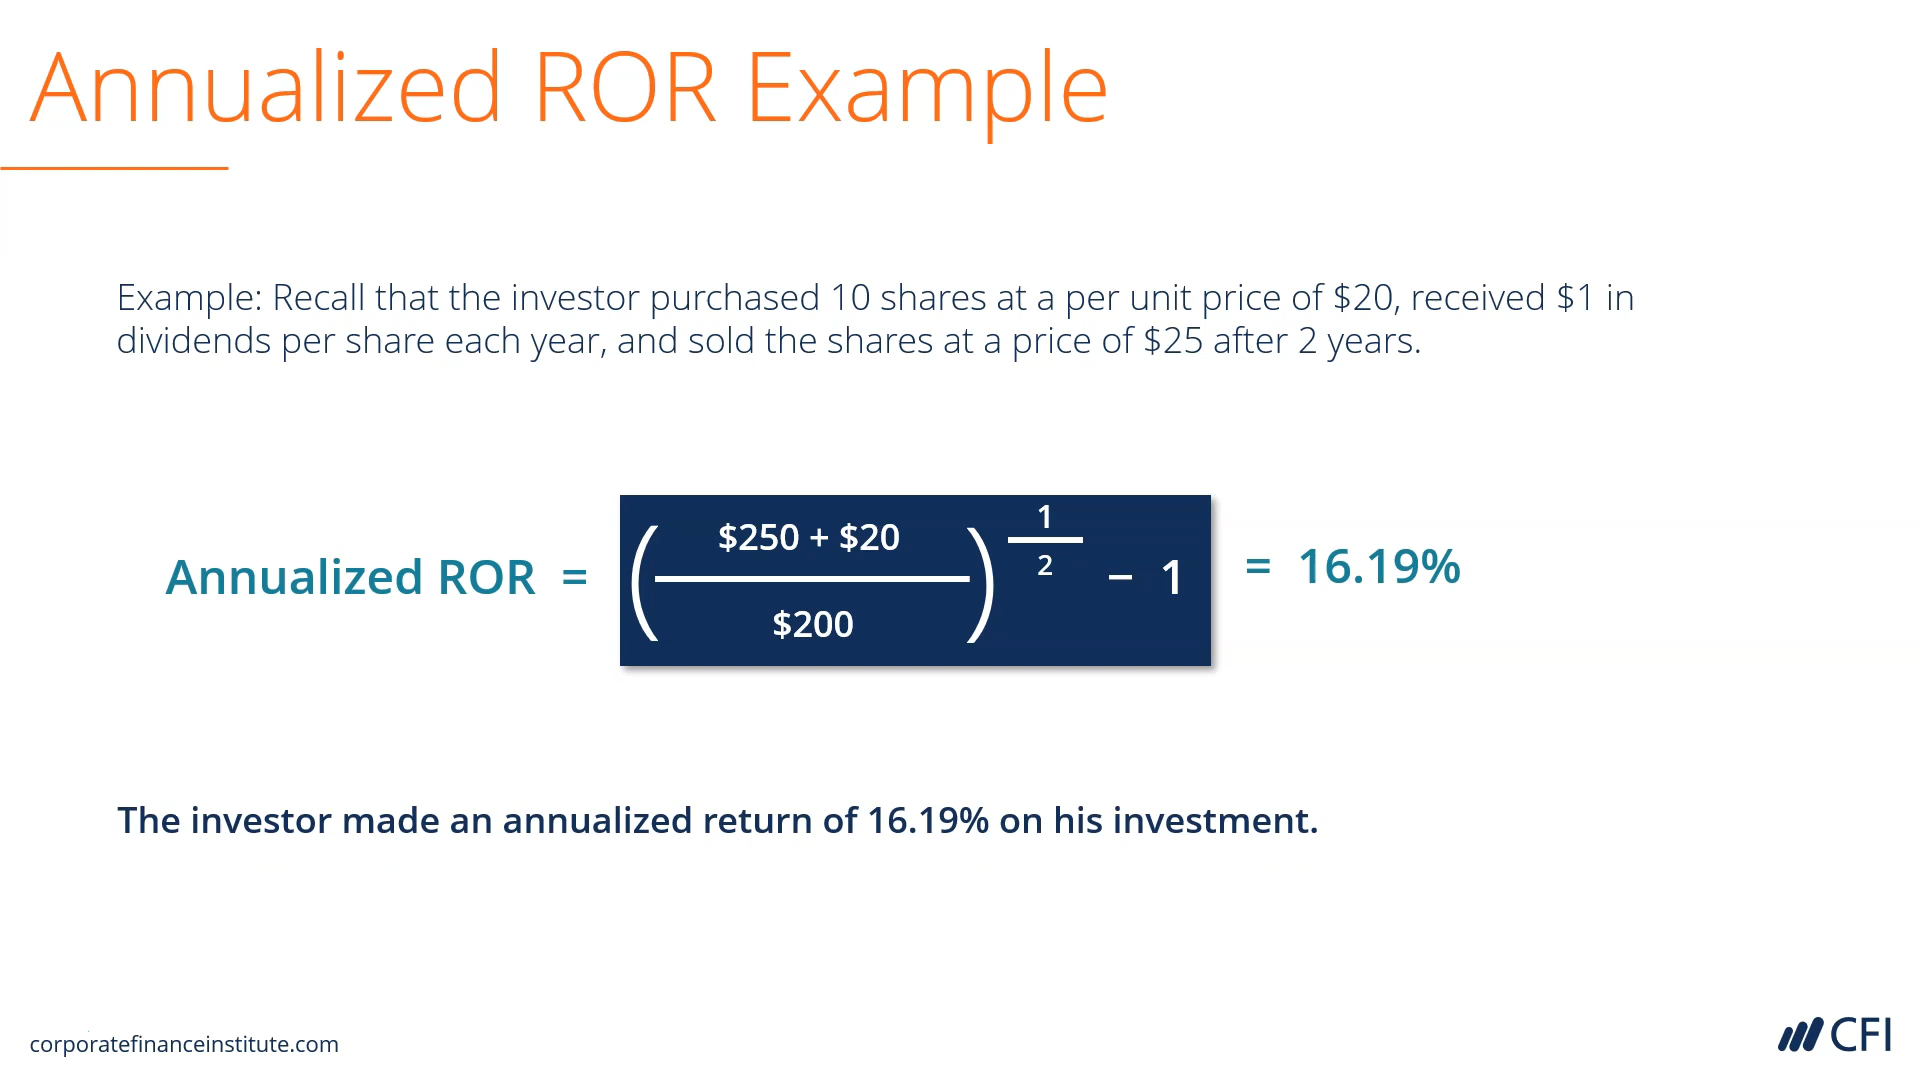 Annualized ROR Example
Example: Recall that the investor purchased 10 shares at a per unit price of $20, received $1 in
dividends per share each year, and sold the shares at a price of $25 after 2 years.
Annualized ROR = ( $250 + $20
$200 ) 1
2 – 1 = 16.19%
The investor made an annualized return of 16.19% on his investment.
corporatefinanceinstitute.com
CFI